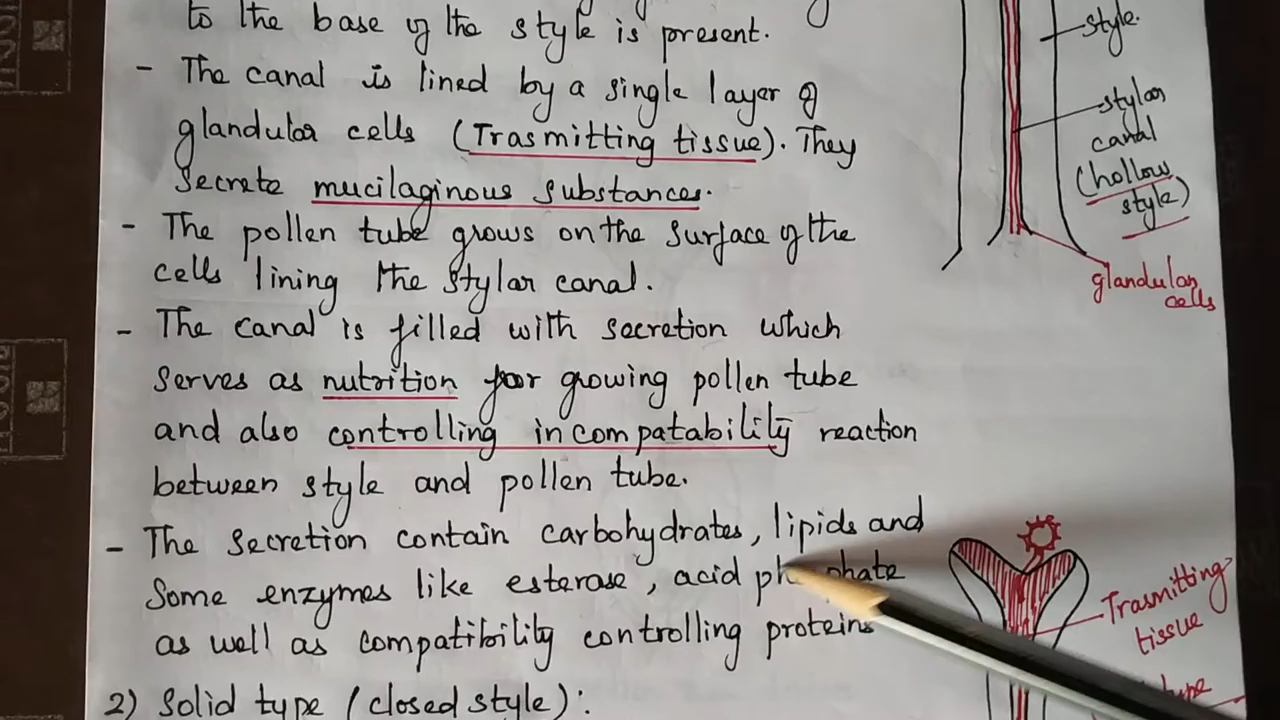 to the base of the style is present.
- The canal is lined by a single layer of
glandular cells (Trasmitting tissue). They
secrete mucilaginous substances.
- The pollen tube grows on the surface of the
cells lining the stylar canal.
- The canal is filled with secretion which
serves as nutrition for growing pollen tube
and also controlling incompatability reaction
between style and pollen tube.
- The secretion contain carbohydrates, lipids and
Some enzymes like esterase, acid
as well as compatibility controlling proteins
2) Solid type (closed style):
style.
stylar
canal
(hollow
style)
glandular
cells
Trasmitting
tissue
type